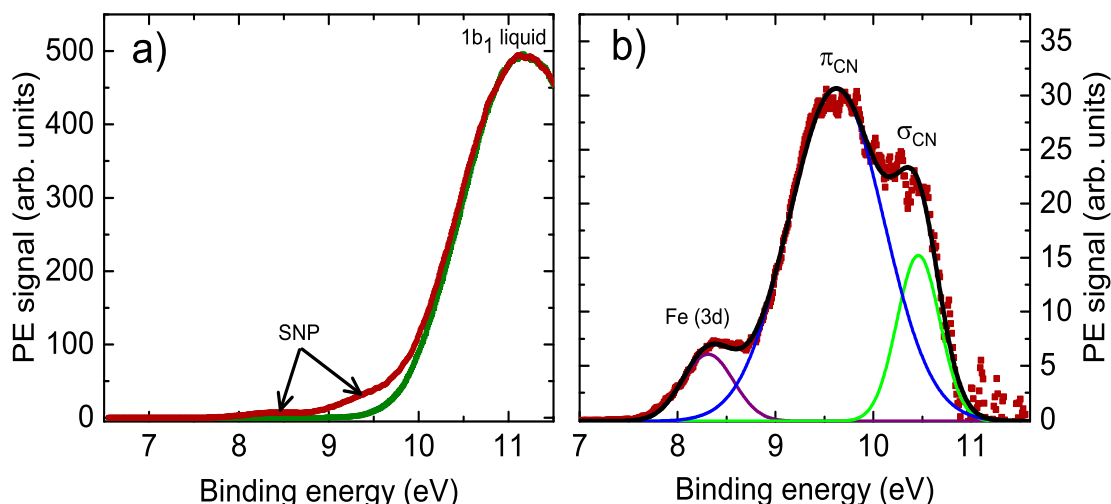 a)
1b1 liquid
SNP
500
450
300
500
100
0
PE signal (arb. units)
7
8
9
10
11
Binding energy (eV)
b)
πCN
σCN
Fe (3d)
35
30
25
20
15
10
5
0
PE signal (arb. units)
7
8
9
10
11
Binding energy (eV)